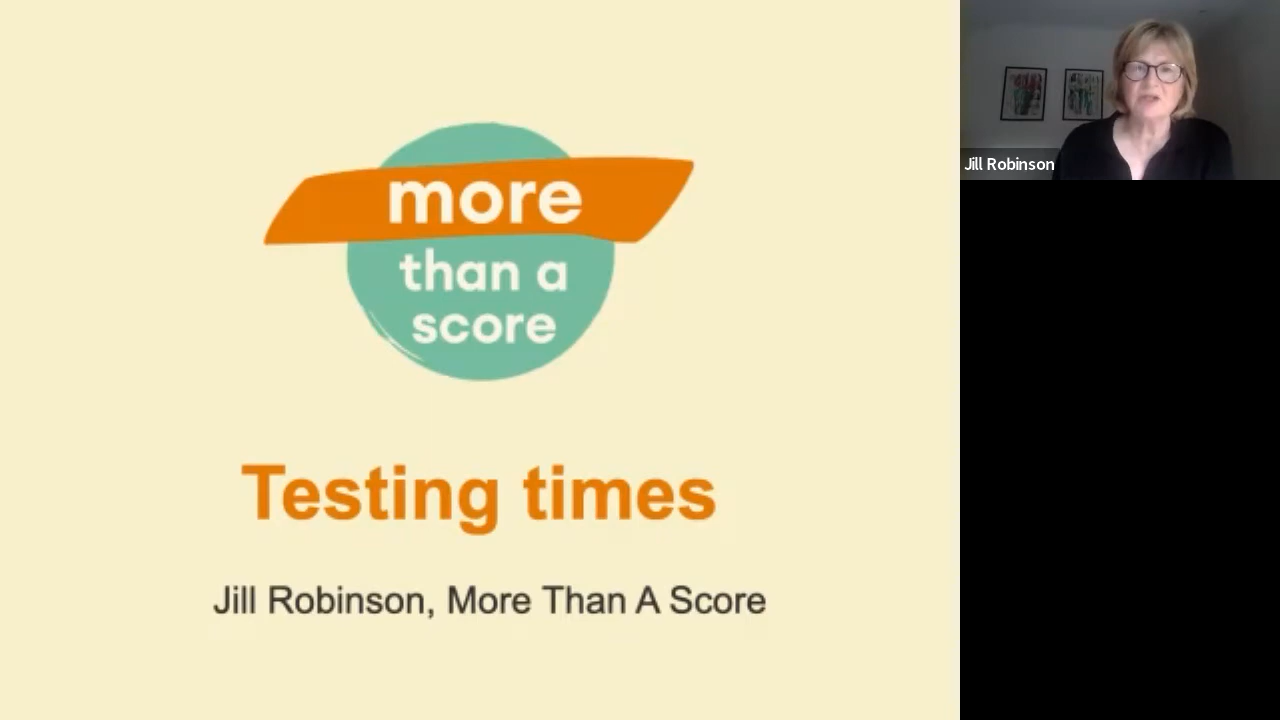 more
than a
score
Testing times
Jill Robinson, More Than A Score
Jill Robinson